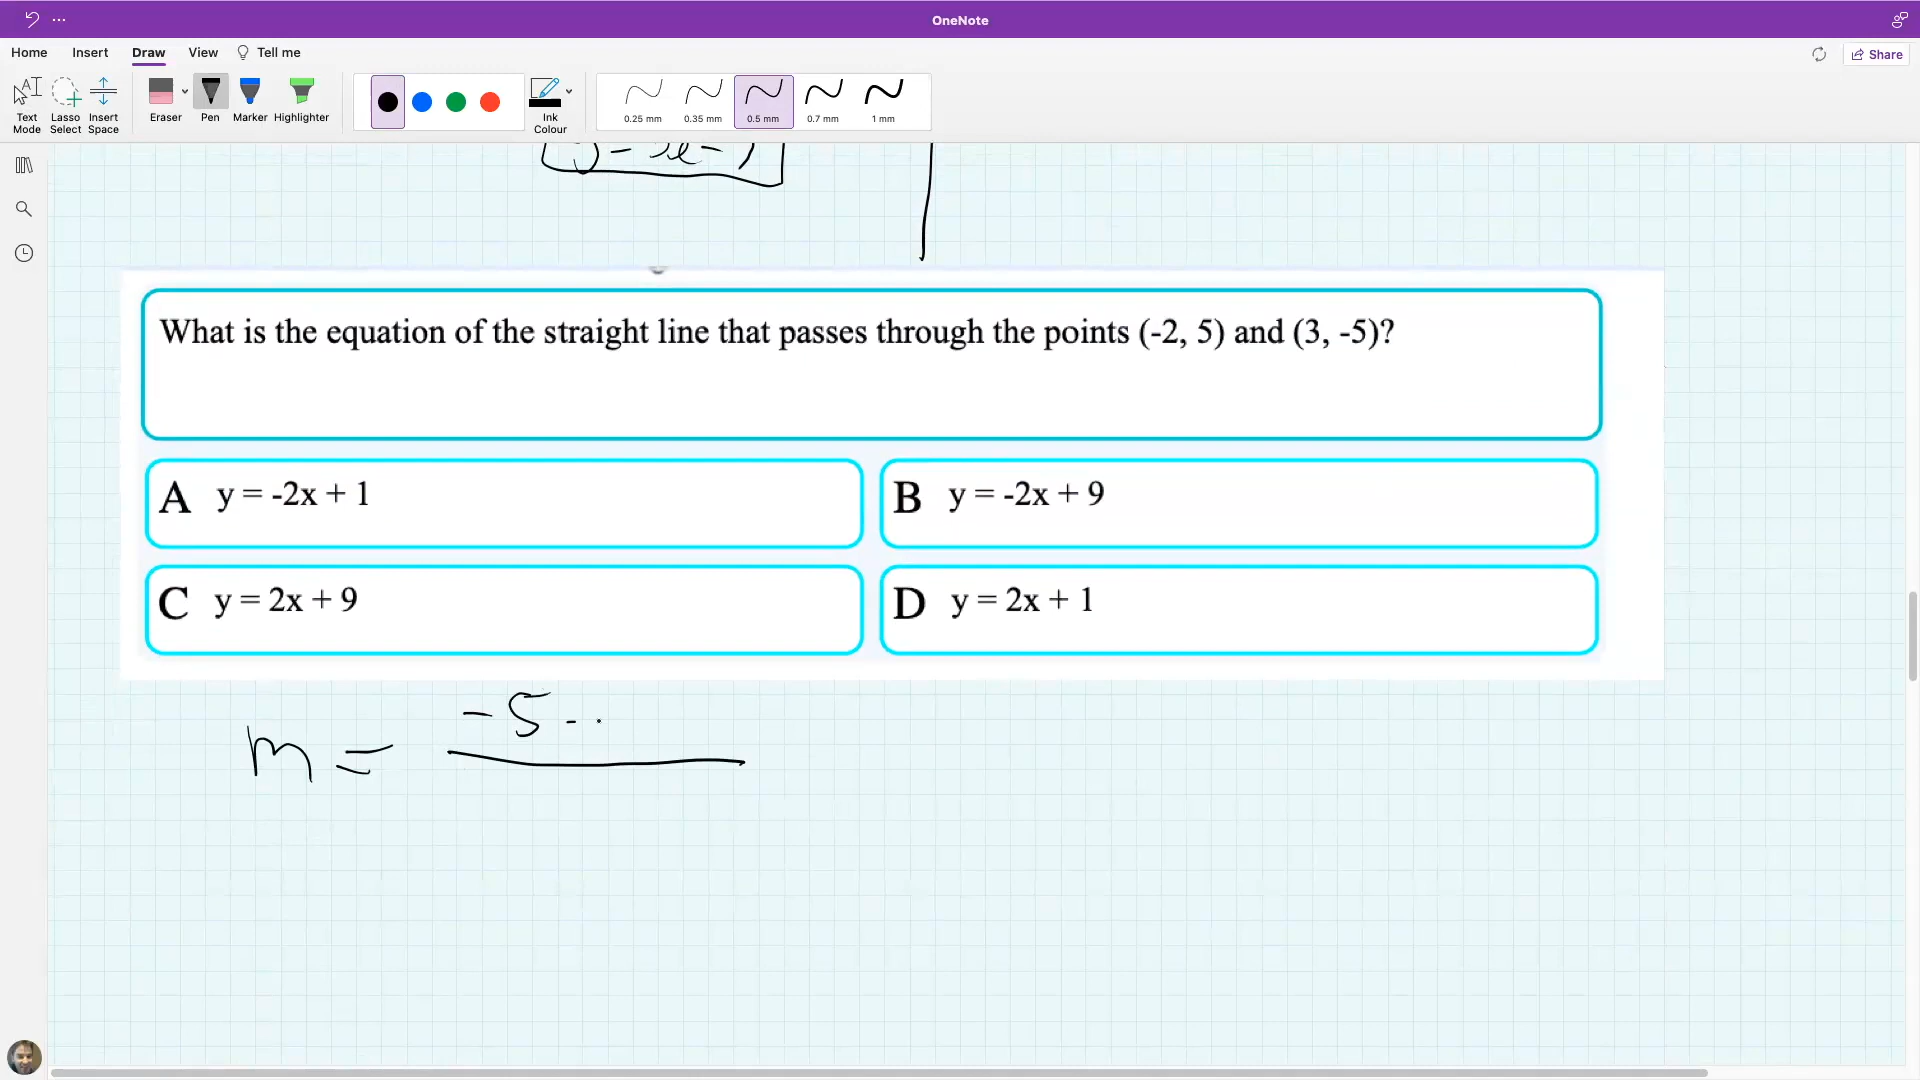 OneNote
Home Insert Draw View Tell me
Share
Text Mode
Lasso Select
Insert Space
Eraser
Pen
Marker
Highlighter
Ink Colour
0.25 mm
0.35 mm
0.5 mm
0.7 mm
1 mm
What is the equation of the straight line that passes through the points (-2, 5) and (3, -5)?
A y = -2x + 1
B y = -2x + 9
C y = 2x + 9
D y = 2x + 1
-5 -
m =